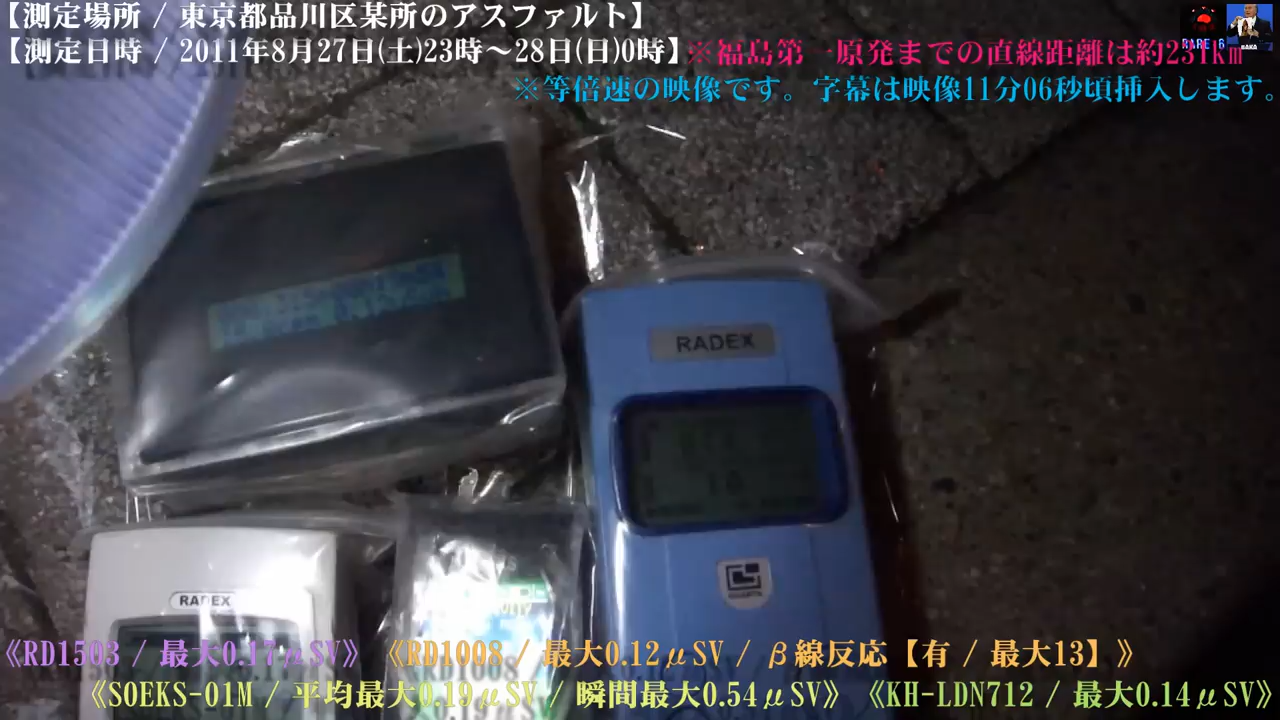 【測定場所 / 東京都品川区某所のアスファルト】
【測定日時 / 2011年8月27日(土)23時～28日(日)0時】※福島第一原発までの直線距離は約231km
※等倍速の映像です。字幕は映像11分06秒頃挿入します。
RADEX
RADEX
《RD1503 / 最大0.17μSV》 《RD1008 / 最大0.12μSV / β線反応【有 / 最大13】》
《SOEKS-01M / 平均最大0.19μSV / 瞬間最大0.54μSV》 《KH-LDN712 / 最大0.14μSV》